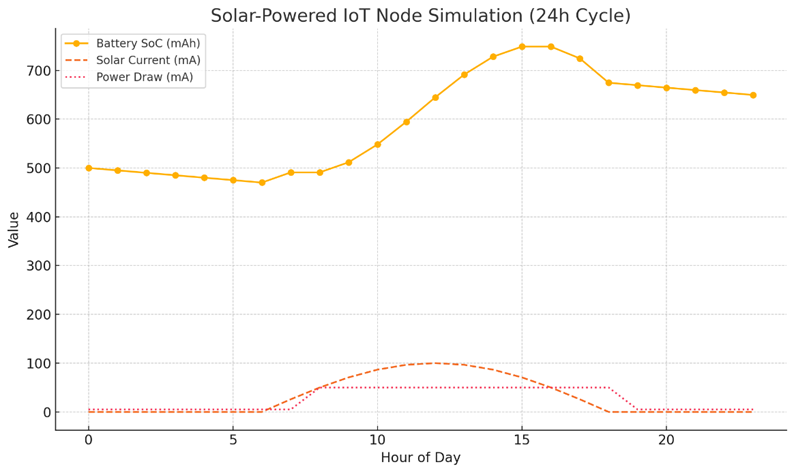 Solar-Powered IoT Node Simulation (24h Cycle)
Battery SoC (mAh)
Solar Current (mA)
Power Draw (mA)
Value
700
600
500
400
300
200
100
0
0 5 10 15 20
Hour of Day